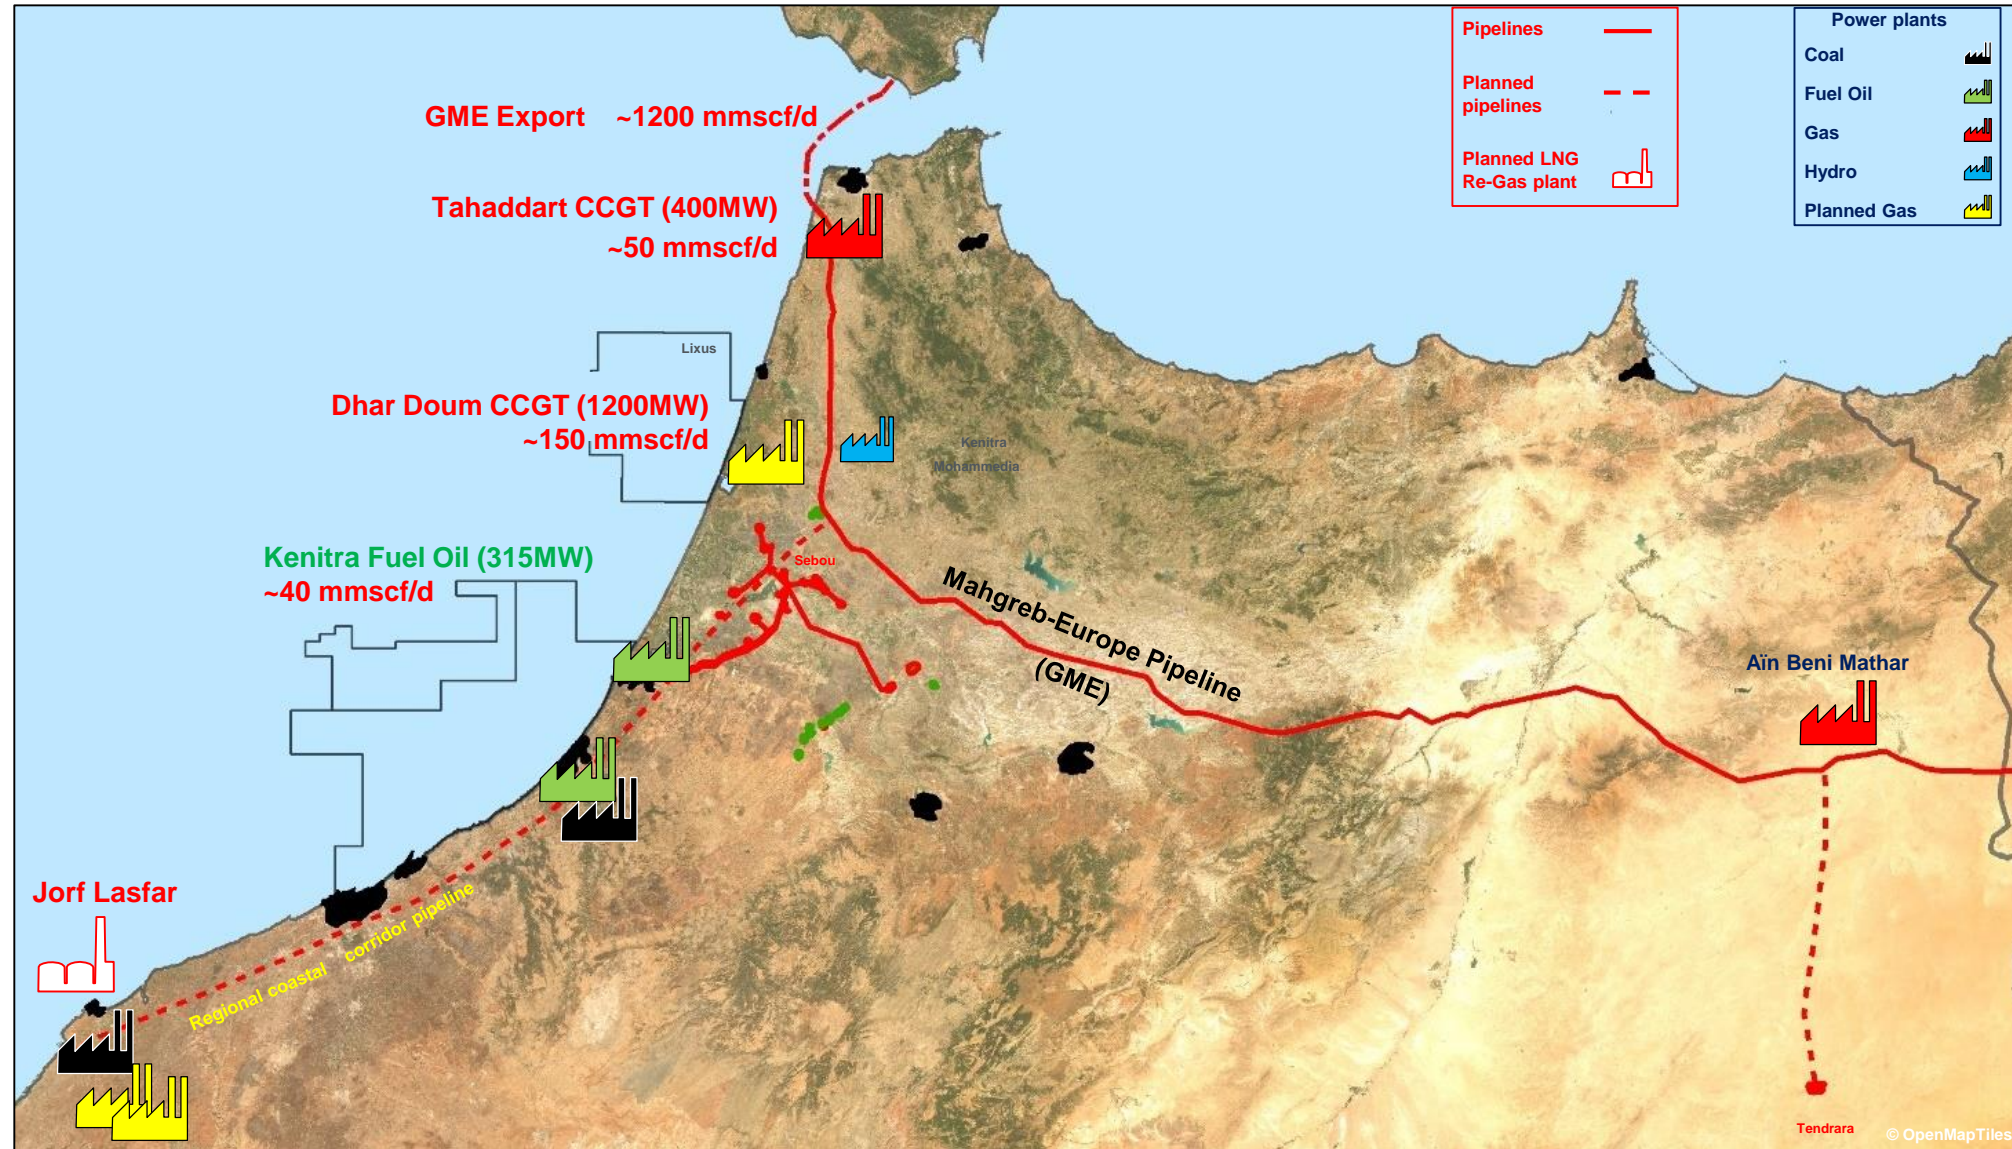 Pipelines
Planned
pipelines
Planned LNG
Re-Gas plant
Power plants
Coal
Fuel Oil
Gas
Hydro
Planned Gas
GME Export ~1200 mmscf/d
Tahaddart CCGT (400MW)
~50 mmscf/d
Lixus
Dhar Doum CCGT (1200MW)
~150 mmscf/d
Kenitra
Mohammedia
Kenitra Fuel Oil (315MW)
~40 mmscf/d
Sebou
Mahgreb-Europe Pipeline
(GME)
Aïn Beni Mathar
Jorf Lasfar
Regional coastal corridor pipeline
Tendrara
© OpenMapTiles